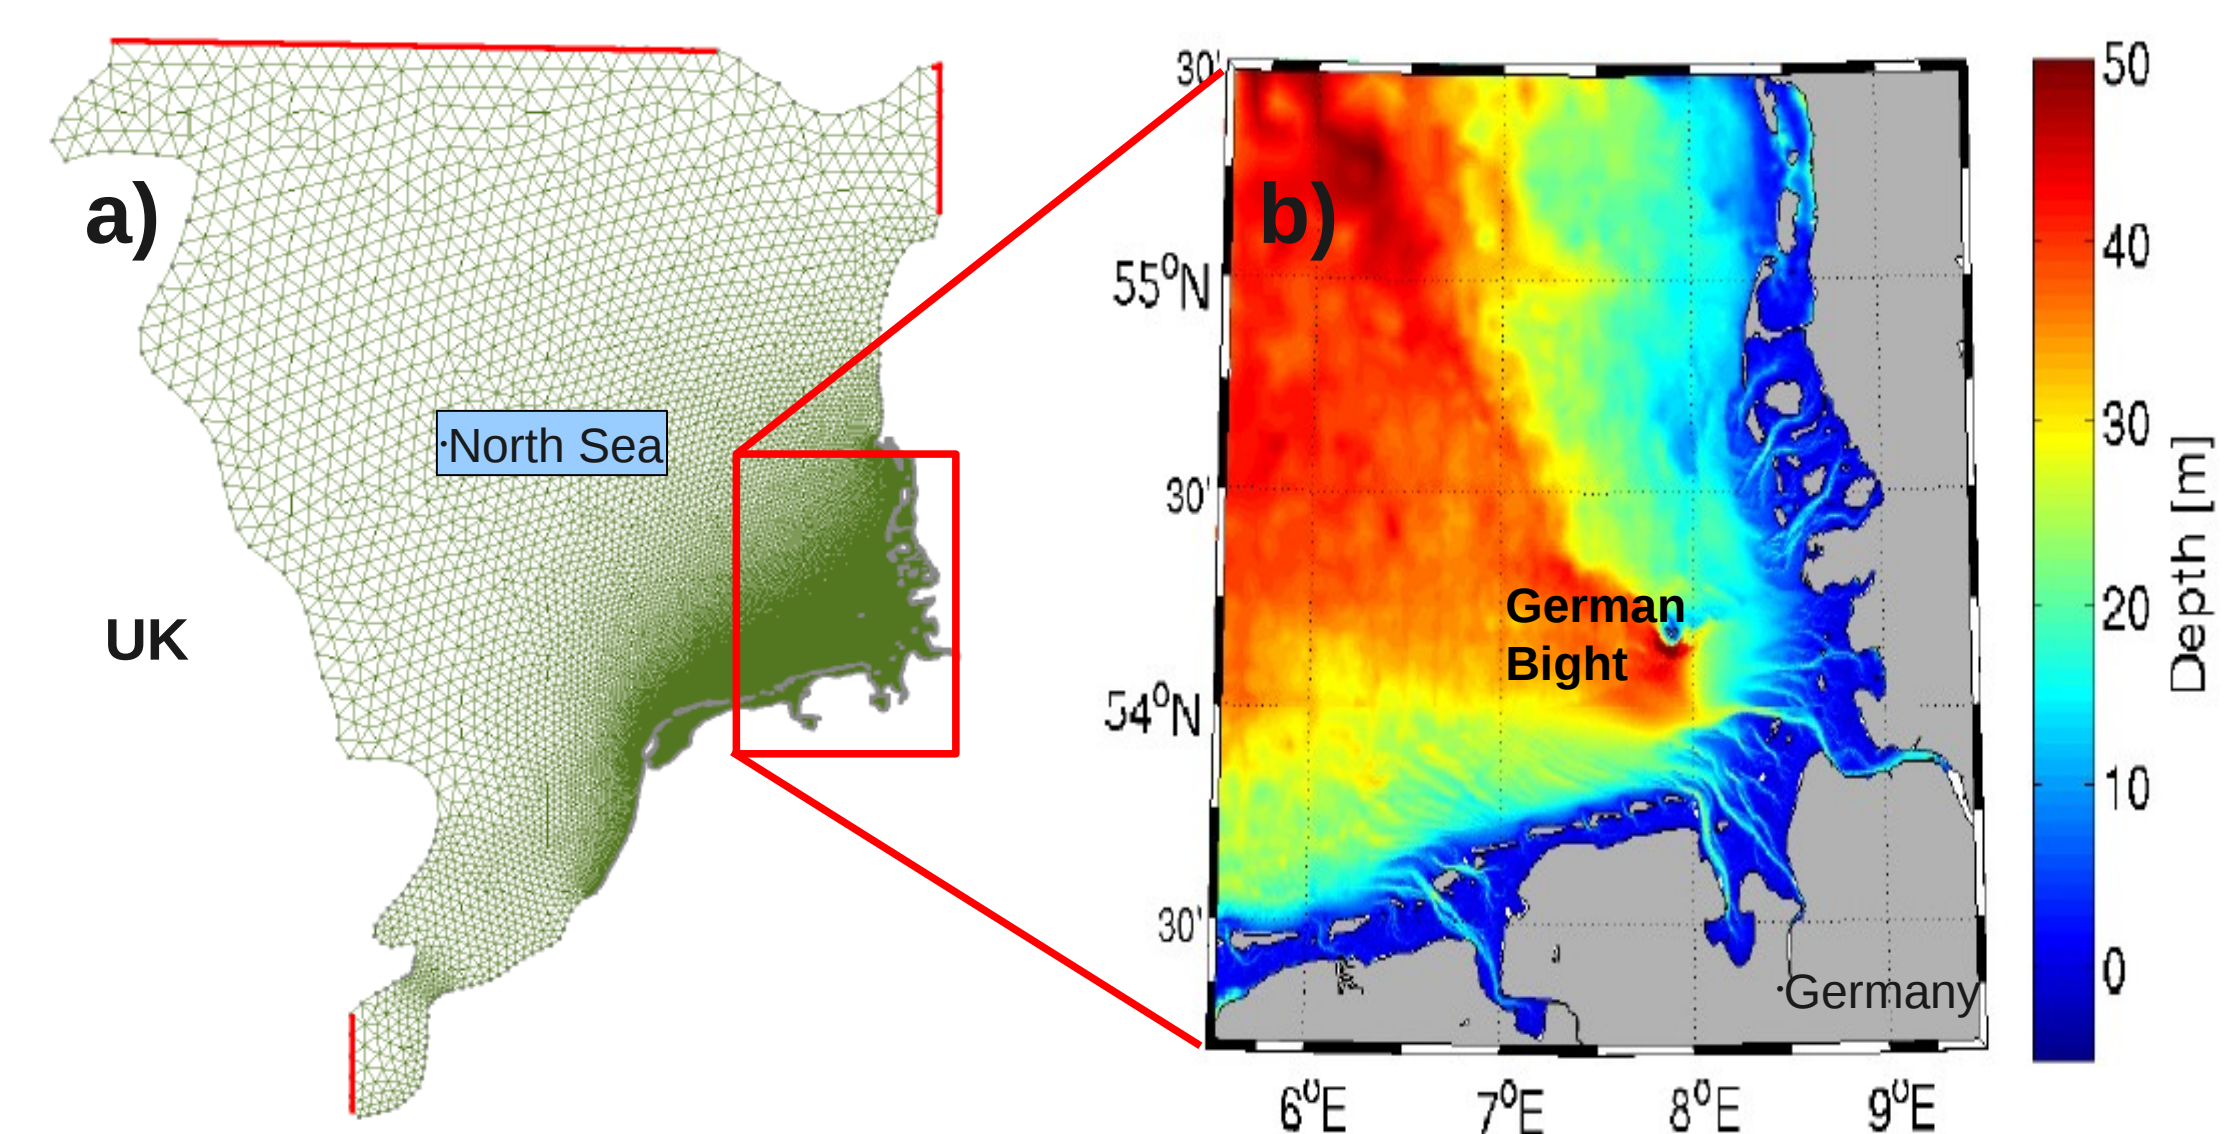 a)
·North Sea
UK
b)
30'
55°N
30'
54°N
30'
6°E 7°E 8°E 9°E
German
Bight
·Germany
50
40
30
20
10
0
Depth [m]